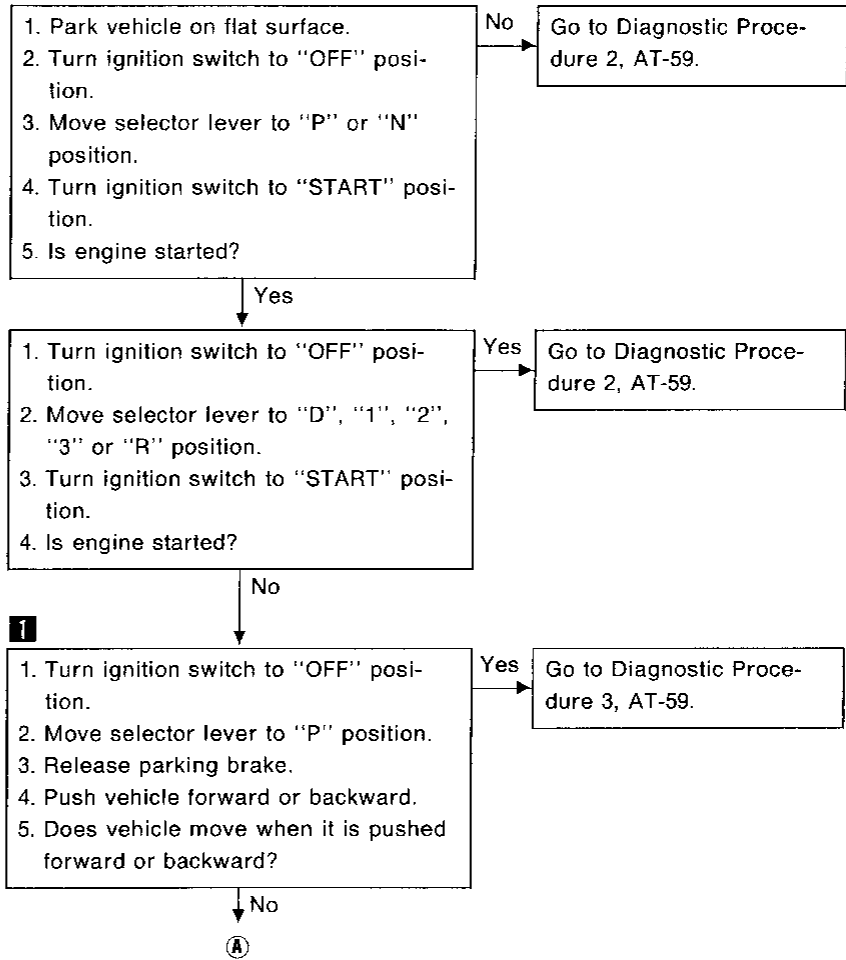 1. Park vehicle on flat surface.
2. Turn ignition switch to "OFF" posi-
tion.
3. Move selector lever to "P" or "N"
position.
4. Turn ignition switch to "START" posi-
tion.
5. Is engine started?
No
Go to Diagnostic Proce-
dure 2, AT-59.
Yes
1. Turn ignition switch to "OFF" posi-
tion.
2. Move selector lever to "D", "1", "2",
"3" or "R" position.
3. Turn ignition switch to "START" posi-
tion.
4. Is engine started?
Yes
Go to Diagnostic Proce-
dure 2, AT-59.
No
1
1. Turn ignition switch to "OFF" posi-
tion.
2. Move selector lever to "P" position.
3. Release parking brake.
4. Push vehicle forward or backward.
5. Does vehicle move when it is pushed
forward or backward?
Yes
Go to Diagnostic Proce-
dure 3, AT-59.
No
Ⓐ